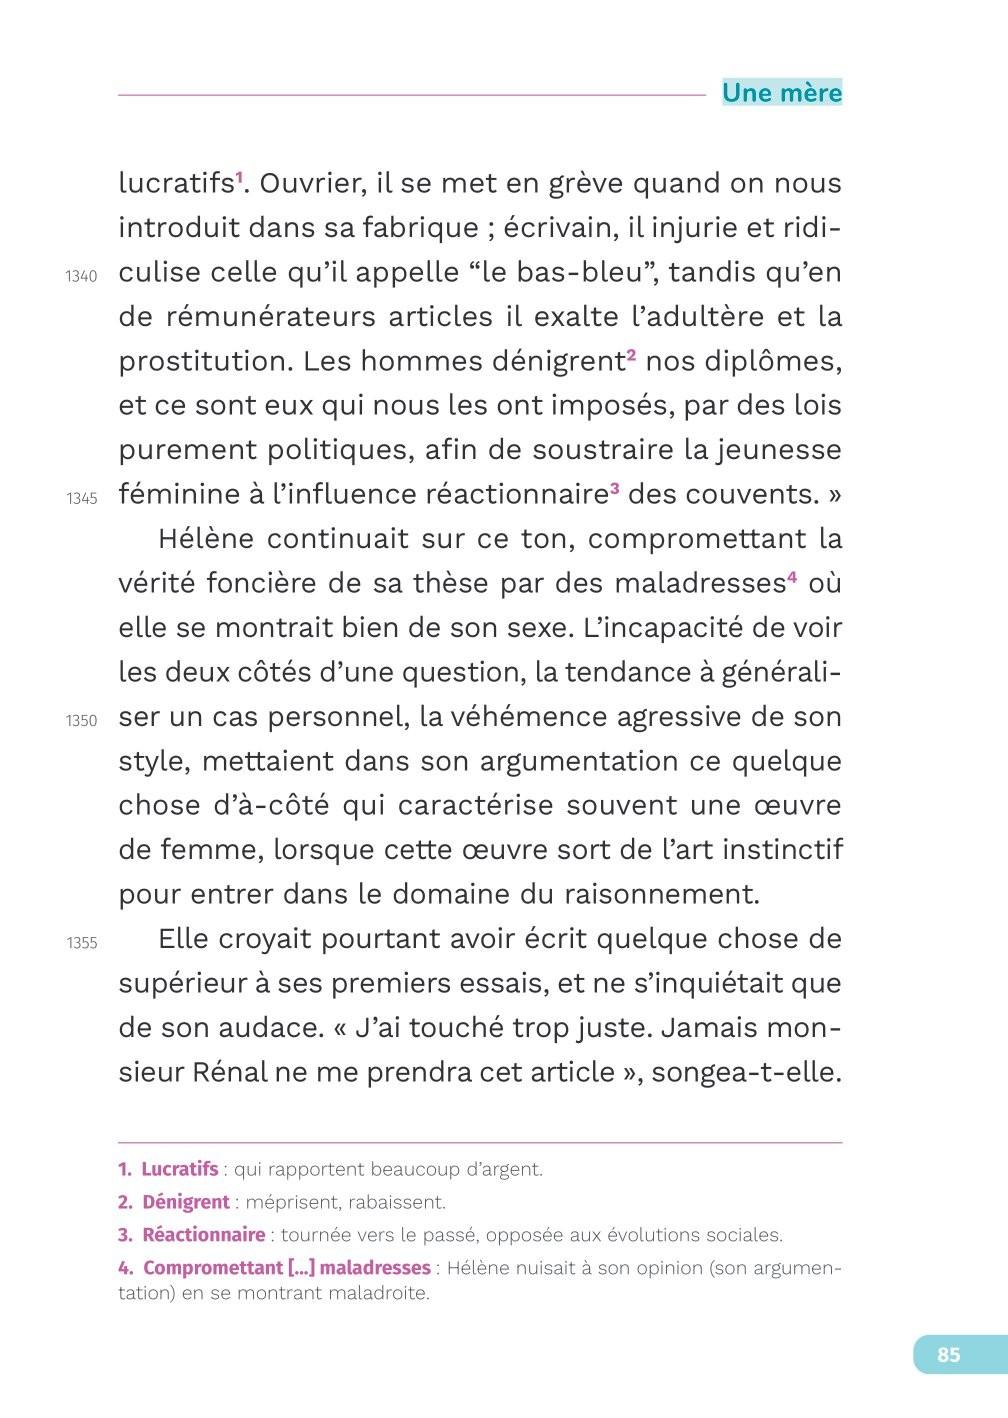 Une mère
lucratifs¹. Ouvrier, il se met en grève quand on nous
introduit dans sa fabrique ; écrivain, il injurie et ridi-
1340 culise celle qu’il appelle “le bas-bleu”, tandis qu’en
de rémunérateurs articles il exalte l’adultère et la
prostitution. Les hommes dénigrent² nos diplômes,
et ce sont eux qui nous les ont imposés, par des lois
purement politiques, afin de soustraire la jeunesse
1345 féminine à l’influence réactionnaire³ des couvents. »
Hélène continuait sur ce ton, compromettant la
vérité foncière de sa thèse par des maladresses⁴ où
elle se montrait bien de son sexe. L’incapacité de voir
les deux côtés d’une question, la tendance à générali-
1350 ser un cas personnel, la véhémence agressive de son
style, mettaient dans son argumentation ce quelque
chose d’à-côté qui caractérise souvent une œuvre
de femme, lorsque cette œuvre sort de l’art instinctif
pour entrer dans le domaine du raisonnement.
1355 Elle croyait pourtant avoir écrit quelque chose de
supérieur à ses premiers essais, et ne s’inquiétait que
de son audace. « J’ai touché trop juste. Jamais mon-
sieur Rénal ne me prendra cet article », songea-t-elle.
1. Lucratifs : qui rapportent beaucoup d’argent.
2. Dénigrent : méprisent, rabaissent.
3. Réactionnaire : tournée vers le passé, opposée aux évolutions sociales.
4. Compromettant [...] maladresses : Hélène nuisait à son opinion (son argumen-
tation) en se montrant maladroite.
85